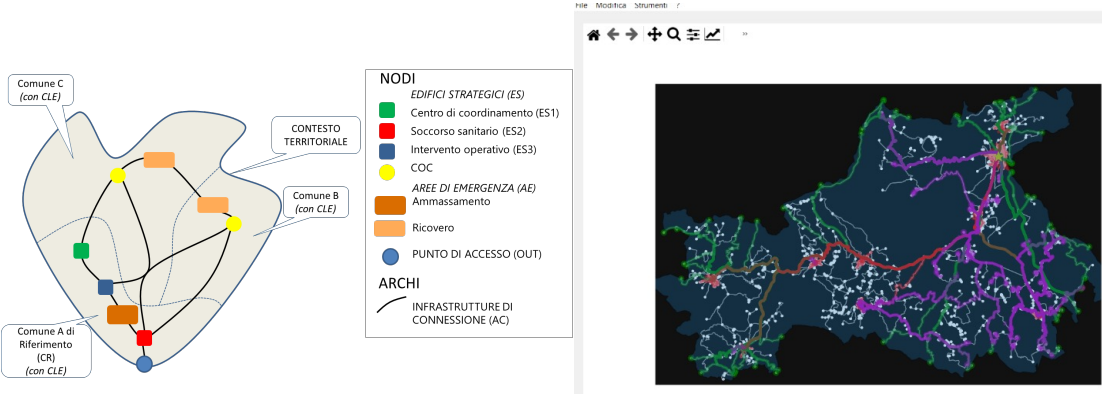 Comune C
(con CLE)
CONTESTO
TERRITORIALE
Comune B
(con CLE)
Comune A di
Riferimento
(CR)
(con CLE)
NODI
EDIFICI STRATEGICI (ES)
Centro di coordinamento (ES1)
Soccorso sanitario (ES2)
Intervento operativo (ES3)
COC
AREE DI EMERGENZA (AE)
Ammassamento
Ricovero
PUNTO DI ACCESSO (OUT)
ARCHI
INFRASTRUTTURE DI
CONNESSIONE (AC)
File Modifica Strumenti ?
»